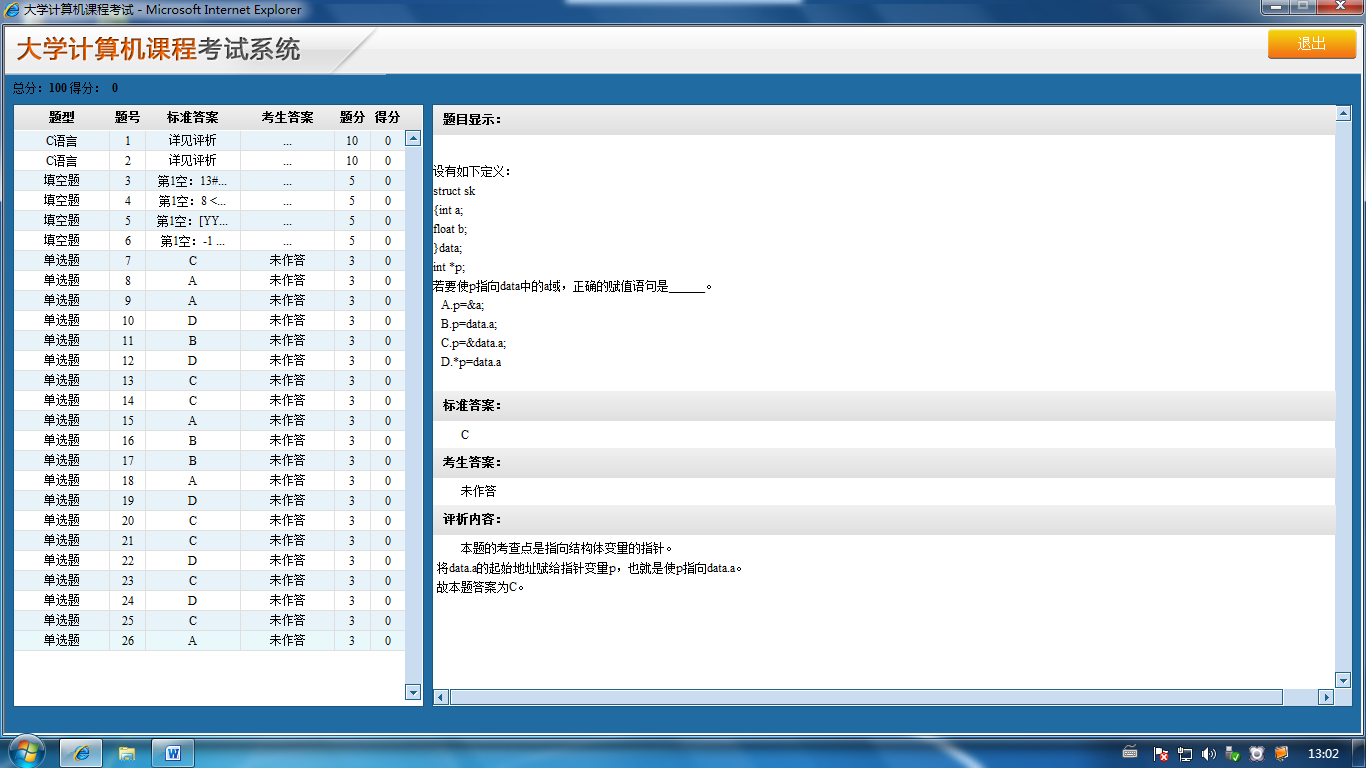 大学计算机课程考试 - Microsoft Internet Explorer
大学计算机课程考试系统
退出
总分：100 得分： 0
题型 题号 标准答案 考生答案 题分 得分
C语言 1 详见评析 ... 10 0
C语言 2 详见评析 ... 10 0
填空题 3 第1空：13#... ... 5 0
填空题 4 第1空：8 <... ... 5 0
填空题 5 第1空：[YY... ... 5 0
填空题 6 第1空：-1 ... ... 5 0
单选题 7 C 未作答 3 0
单选题 8 A 未作答 3 0
单选题 9 A 未作答 3 0
单选题 10 D 未作答 3 0
单选题 11 B 未作答 3 0
单选题 12 D 未作答 3 0
单选题 13 C 未作答 3 0
单选题 14 C 未作答 3 0
单选题 15 A 未作答 3 0
单选题 16 B 未作答 3 0
单选题 17 B 未作答 3 0
单选题 18 A 未作答 3 0
单选题 19 D 未作答 3 0
单选题 20 C 未作答 3 0
单选题 21 C 未作答 3 0
单选题 22 D 未作答 3 0
单选题 23 C 未作答 3 0
单选题 24 D 未作答 3 0
单选题 25 C 未作答 3 0
单选题 26 A 未作答 3 0
题目显示：
设有如下定义：
struct sk
{int a;
float b;
}data;
int *p;
若要使p指向data中的a域，正确的赋值语句是______。
A.p=&a;
B.p=data.a;
C.p=&data.a;
D.*p=data.a
标准答案：
C
考生答案：
未作答
评析内容：
本题的考查点是指向结构体变量的指针。
将data.a的起始地址赋给指针变量p，也就是使p指向data.a。
故本题答案为C。
13:02